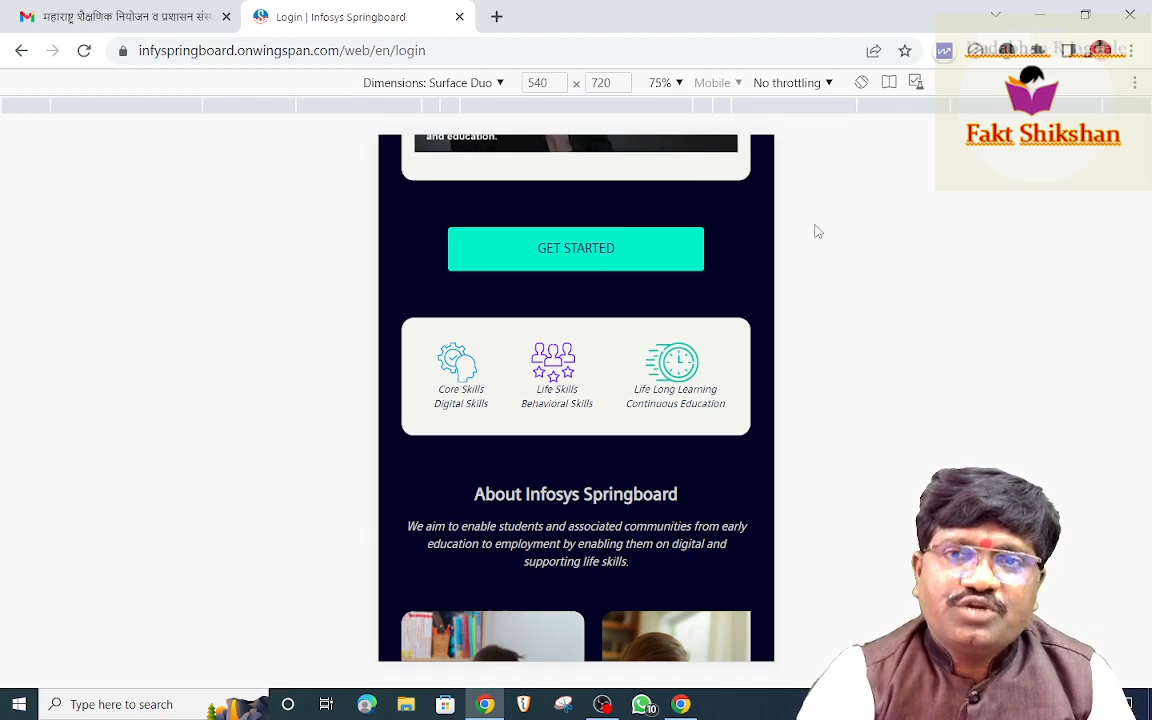 महाराष्ट्र शैक्षणिक नियोजन व प्रशासन संस्
Login | Infosys Springboard
infyspringboard.onwingspan.com/web/en/login
Dimensions: Surface Duo 540 × 720 75% Mobile No throttling
Fakt Shikshan
and education.
GET STARTED
Core Skills
Digital Skills
Life Skills
Behavioral Skills
Life Long Learning
Continuous Education
About Infosys Springboard
We aim to enable students and associated communities from early
education to employment by enabling them on digital and
supporting life skills.
Type here to search
10